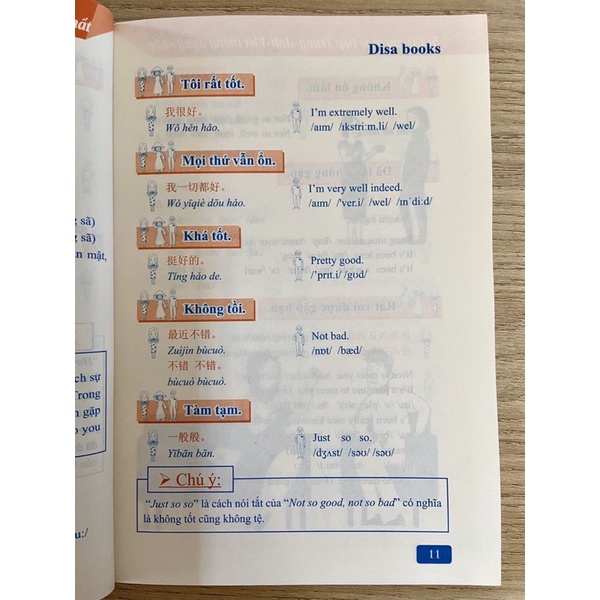 Disa books
Tôi rất tốt.
我很好。
Wǒ hěn hǎo.
I'm extremely well.
/aɪm/ /ɪkstriːm.li/ /wel/
Mọi thứ vẫn ổn.
我一切都好。
Wǒ yīqiè dōu hǎo.
I'm very well indeed.
/aɪm/ /'ver.i/ /wel/ /ɪn'diːd/
Khá tốt.
挺好的。
Tǐng hǎo de.
Pretty good.
/'prɪt.i/ /gʊd/
Không tồi.
最近不错。
Zuìjìn bùcuò.
不错 不错。
bùcuò bùcuò.
Not bad.
/nɒt/ /bæd/
Tàm tạm.
一般般。
Yībān bān.
Just so so.
/dʒʌst/ /səʊ/ /səʊ/
➢ Chú ý:
“Just so so” là cách nói tắt của “Not so good, not so bad” có nghĩa
là không tốt cũng không tệ.
11